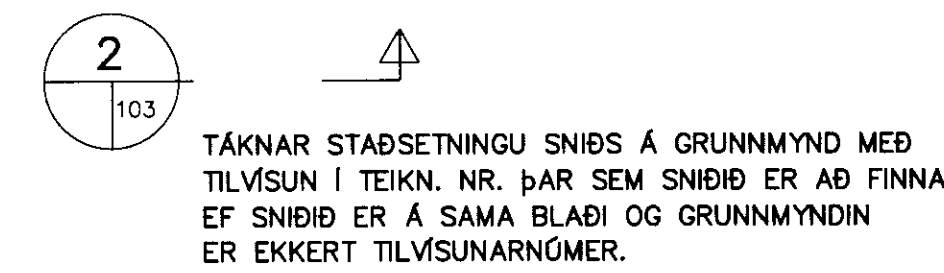 2
103
TÁKNAR STAÐSETNINGU SNIÐS Á GRUNNMYND MEÐ
TILVÍSUN Í TEIKN. NR. ÞAR SEM SNIÐIÐ ER AÐ FINNA
EF SNIÐIÐ ER Á SAMA BLAÐI OG GRUNNMYNDIN
ER EKKERT TILVÍSUNARNÚMER.